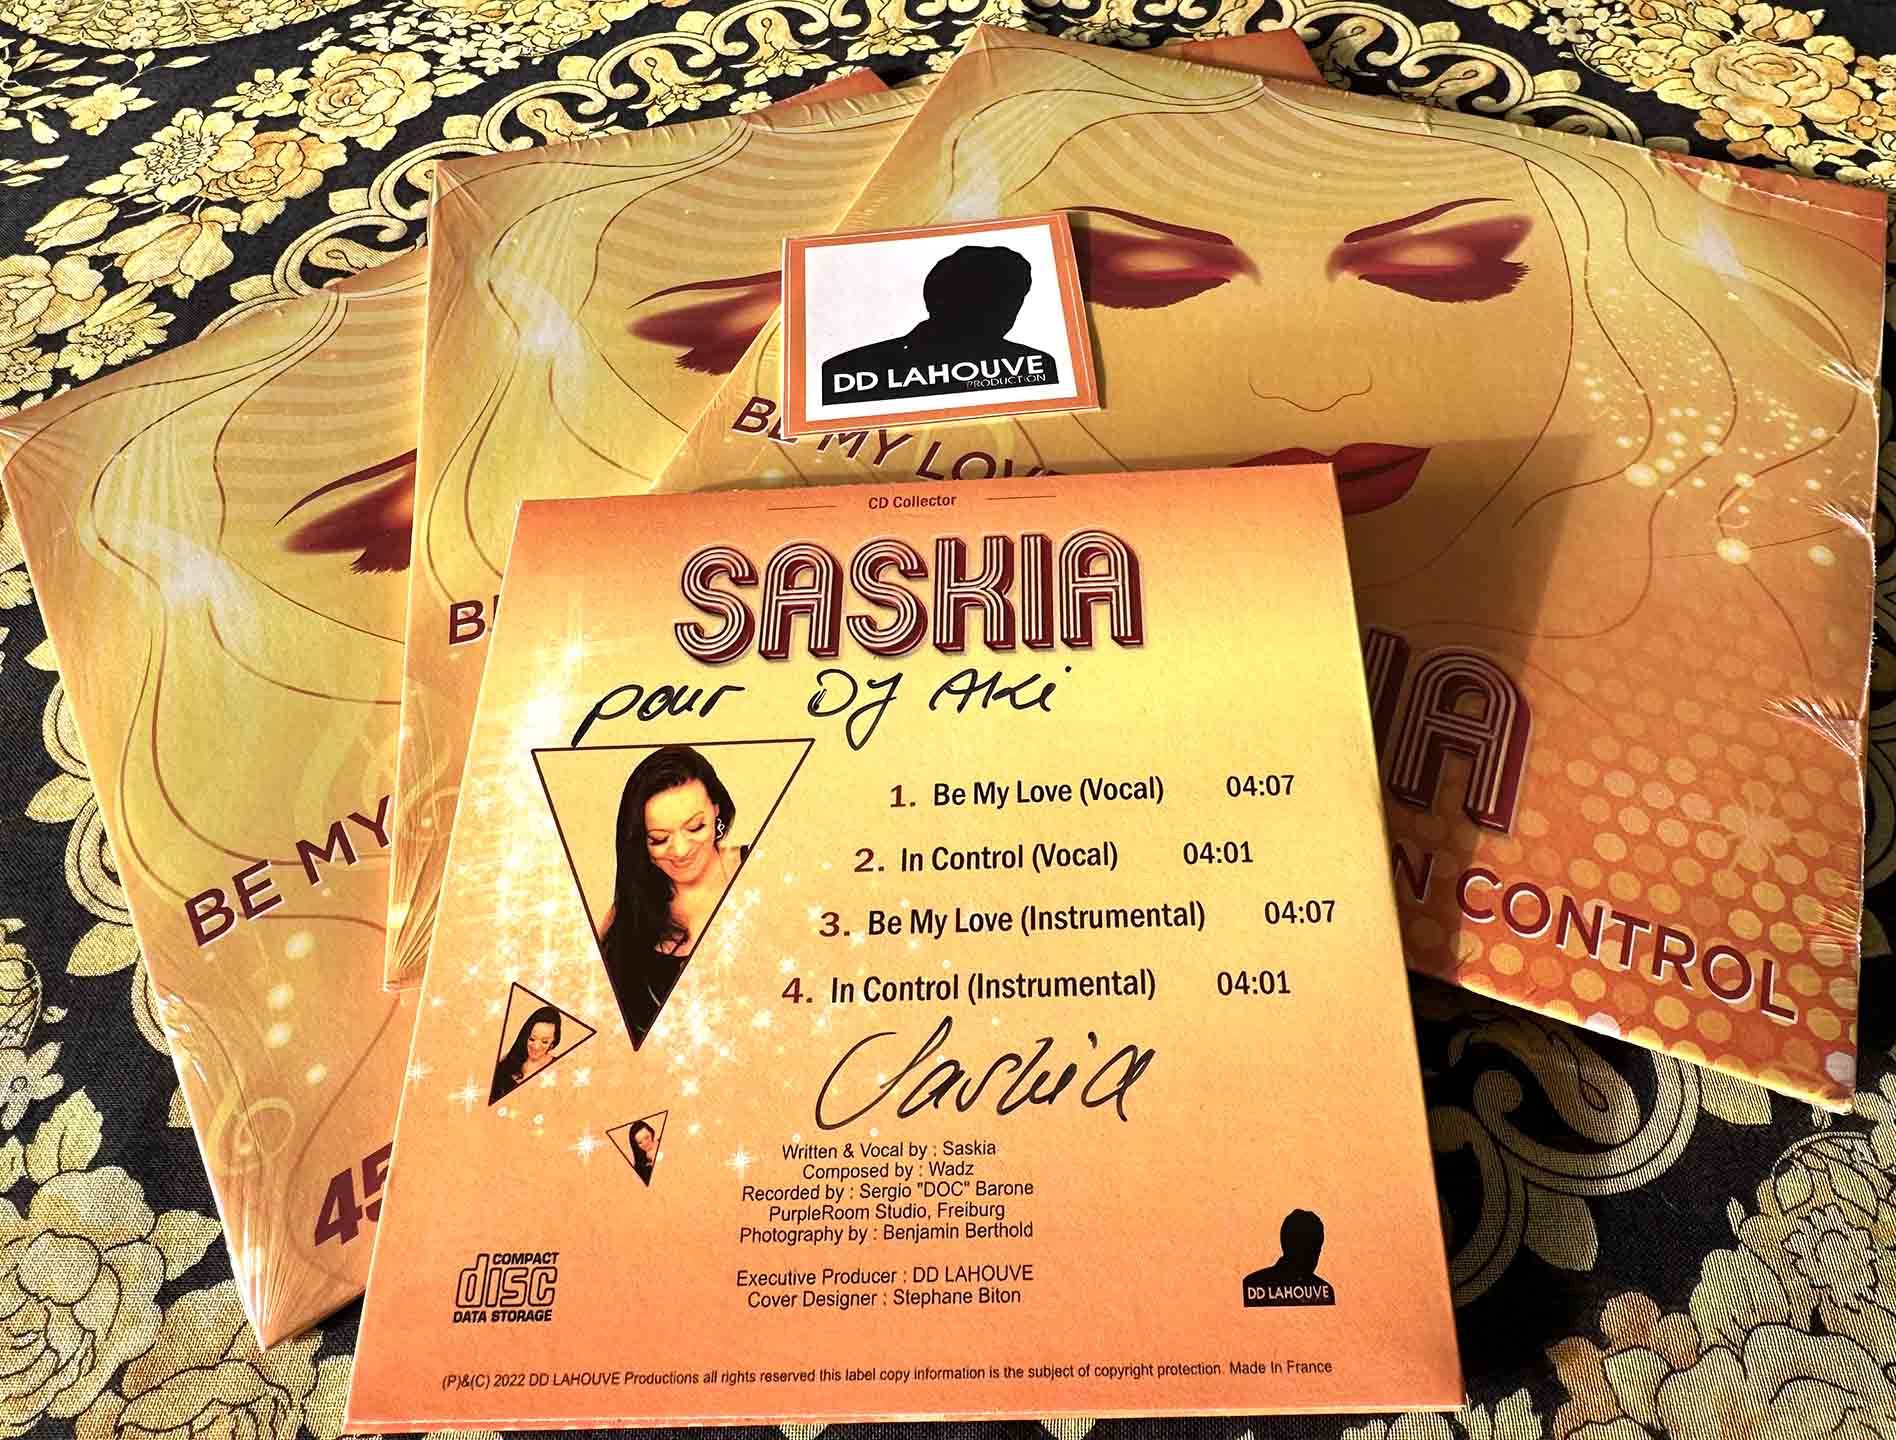 DD LAHOUVE
PRODUCTION
BE MY LOVE
BE MY
45
IA
N CONTROL
CD Collector
SASKIA
pour DJ AKi
1. Be My Love (Vocal) 04:07
2. In Control (Vocal) 04:01
3. Be My Love (Instrumental) 04:07
4. In Control (Instrumental) 04:01
Saskia
Written & Vocal by : Saskia
Composed by : Wadz
Recorded by : Sergio "DOC" Barone
PurpleRoom Studio, Freiburg
Photography by : Benjamin Berthold
Executive Producer : DD LAHOUVE
Cover Designer : Stephane Biton
COMPACT
disc
DATA STORAGE
DD LAHOUVE
(P)&(C) 2022 DD LAHOUVE Productions all rights reserved this label copy information is the subject of copyright protection. Made In France